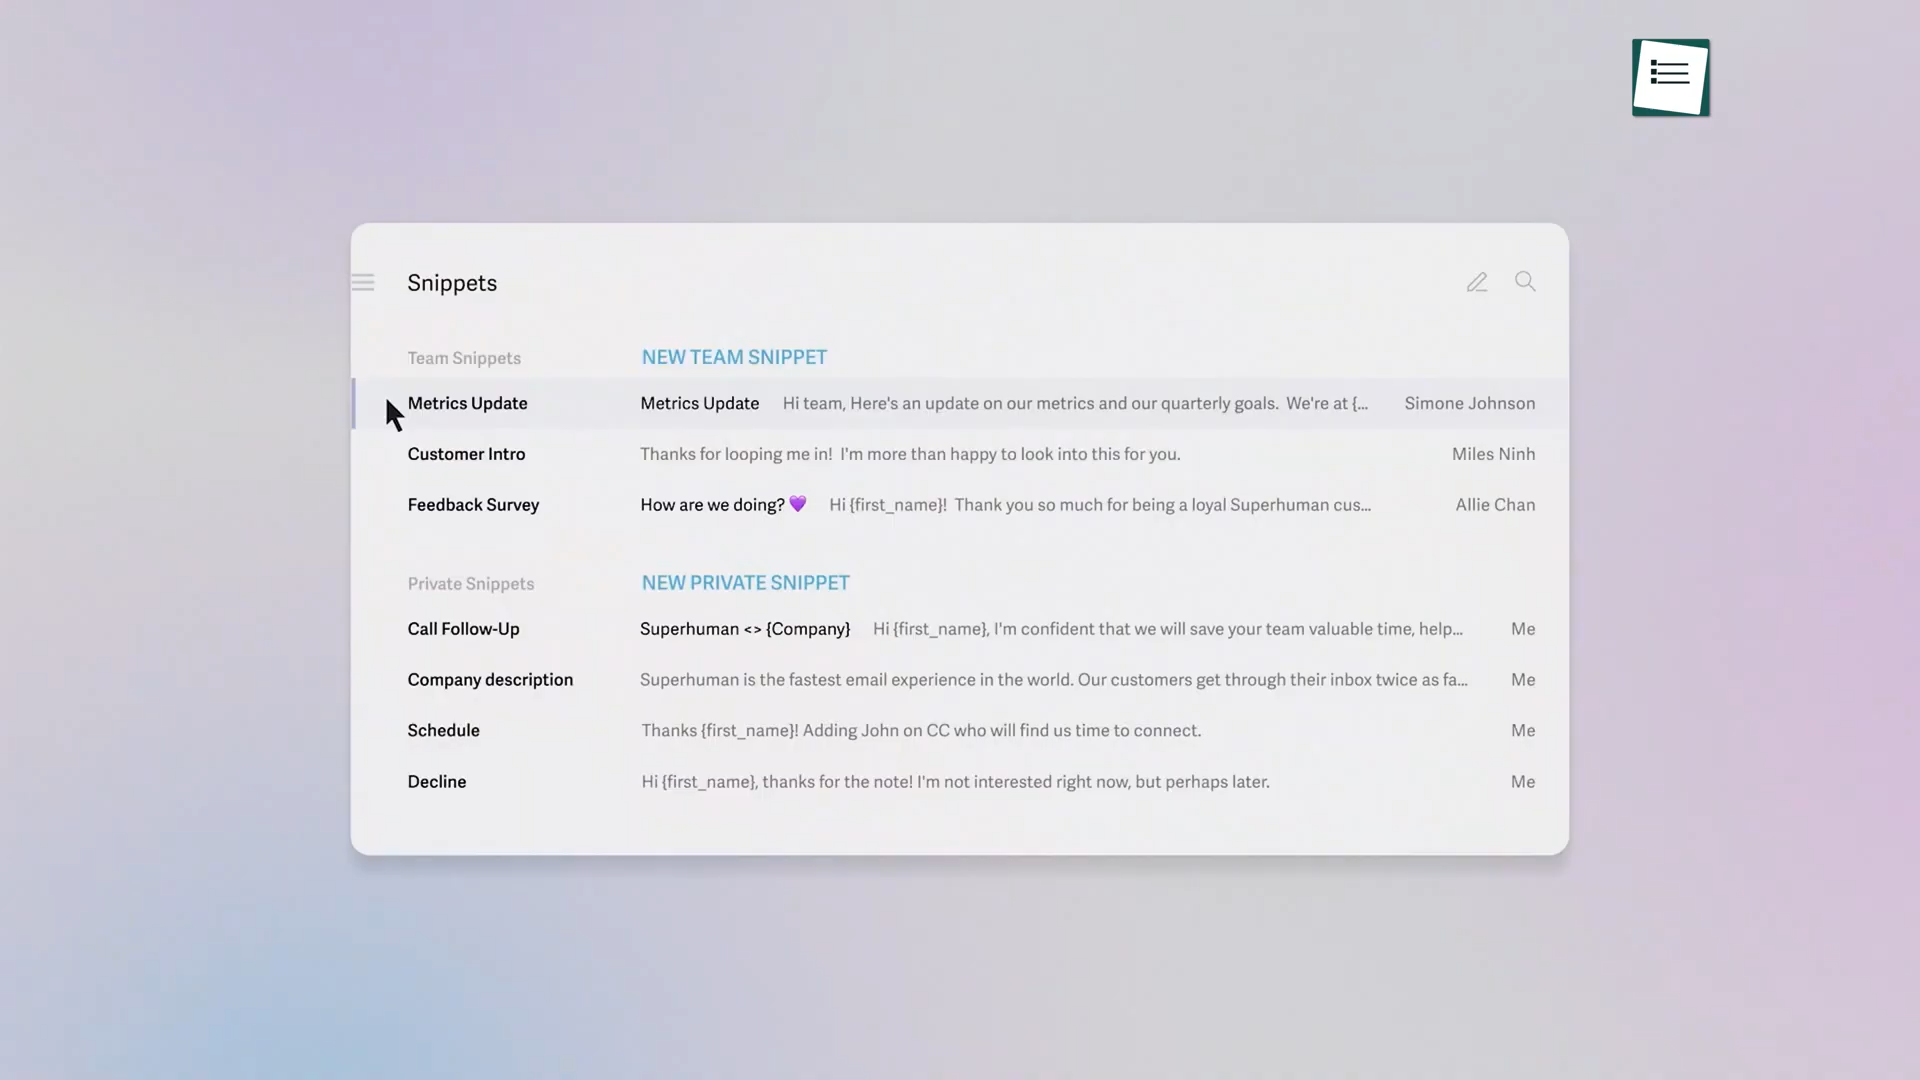 Snippets
Team Snippets NEW TEAM SNIPPET
Metrics Update Metrics Update Hi team, Here's an update on our metrics and our quarterly goals. We're at {... Simone Johnson
Customer Intro Thanks for looping me in! I'm more than happy to look into this for you. Miles Ninh
Feedback Survey How are we doing? 💜 Hi {first_name}! Thank you so much for being a loyal Superhuman cus... Allie Chan
Private Snippets NEW PRIVATE SNIPPET
Call Follow-Up Superhuman <> {Company} Hi {first_name}, I'm confident that we will save your team valuable time, help... Me
Company description Superhuman is the fastest email experience in the world. Our customers get through their inbox twice as fa... Me
Schedule Thanks {first_name}! Adding John on CC who will find us time to connect. Me
Decline Hi {first_name}, thanks for the note! I'm not interested right now, but perhaps later. Me